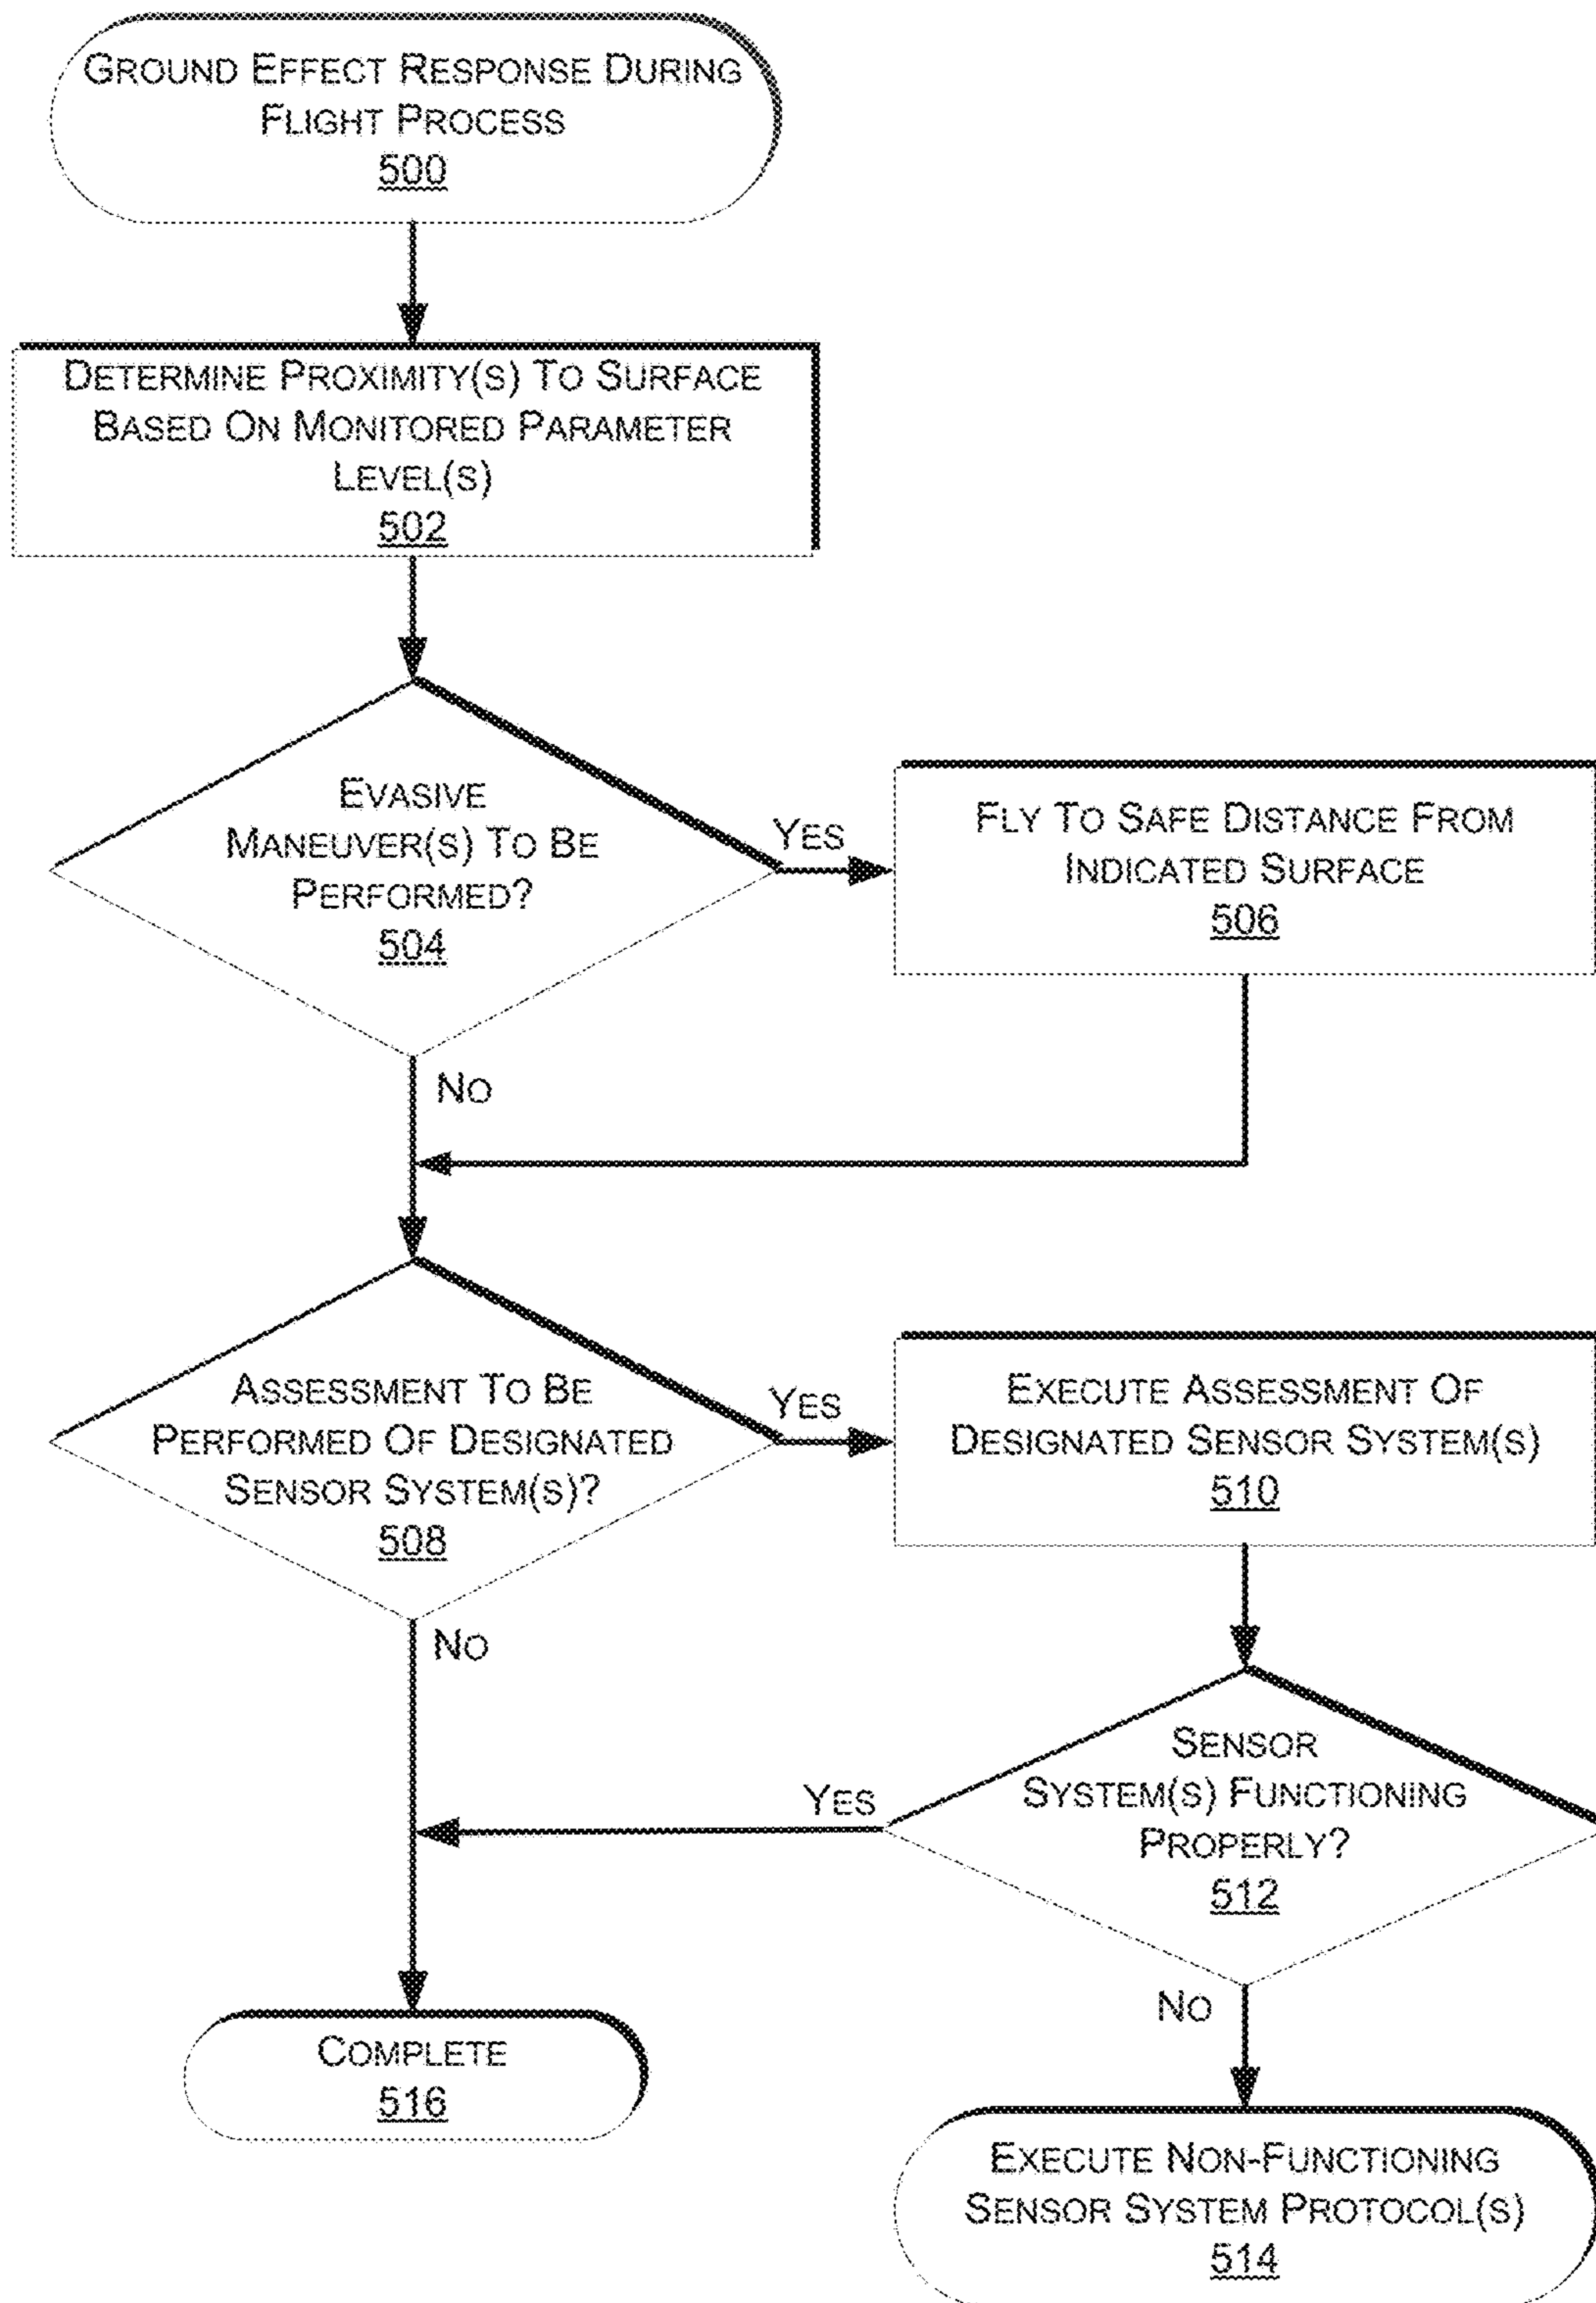 GROUND EFFECT RESPONSE DURING
FLIGHT PROCESS
500
DETERMINE PROXIMITY(S) TO SURFACE
BASED ON MONITORED PARAMETER
LEVEL(S)
502
EVASIVE
MANEUVER(S) TO BE
PERFORMED?
504
YES
FLY TO SAFE DISTANCE FROM
INDICATED SURFACE
506
NO
ASSESSMENT TO BE
PERFORMED OF DESIGNATED
SENSOR SYSTEM(S)?
508
YES
EXECUTE ASSESSMENT OF
DESIGNATED SENSOR SYSTEM(S)
510
NO
SENSOR
SYSTEM(S) FUNCTIONING
PROPERLY?
512
YES
NO
COMPLETE
516
EXECUTE NON-FUNCTIONING
SENSOR SYSTEM PROTOCOL(S)
514